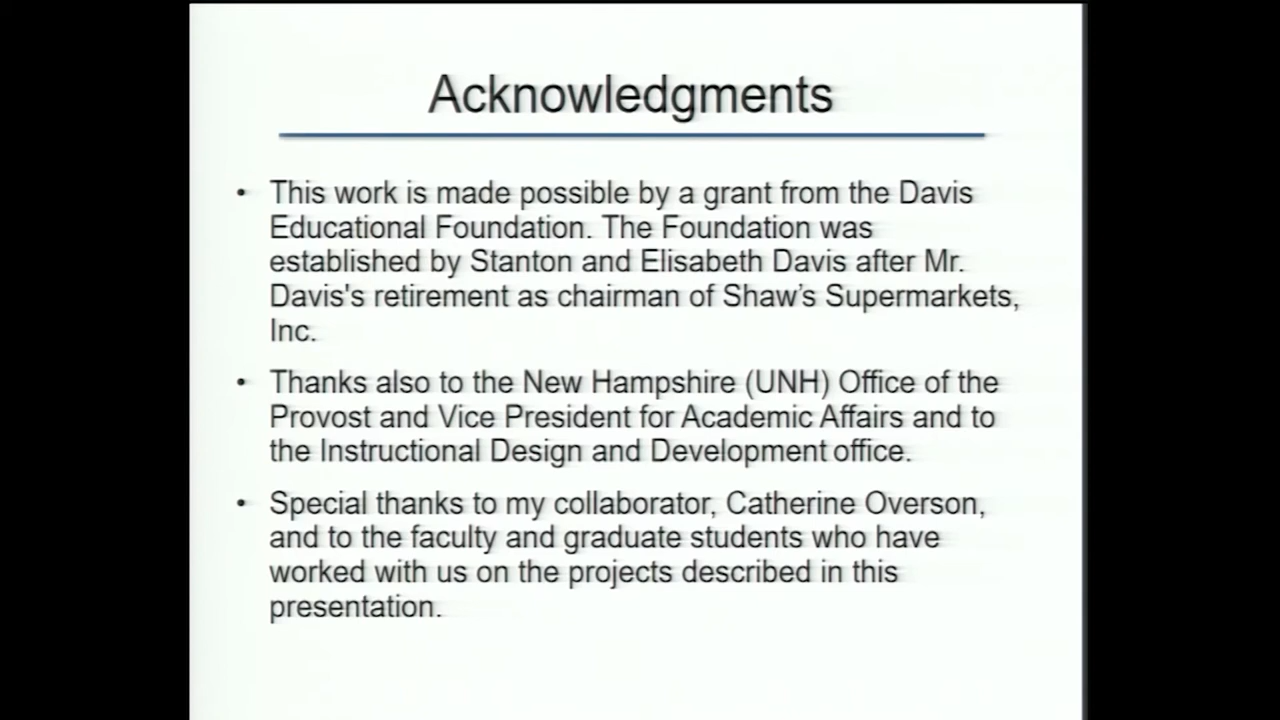 Acknowledgments
• This work is made possible by a grant from the Davis
Educational Foundation. The Foundation was
established by Stanton and Elisabeth Davis after Mr.
Davis's retirement as chairman of Shaw’s Supermarkets,
Inc.
• Thanks also to the New Hampshire (UNH) Office of the
Provost and Vice President for Academic Affairs and to
the Instructional Design and Development office.
• Special thanks to my collaborator, Catherine Overson,
and to the faculty and graduate students who have
worked with us on the projects described in this
presentation.